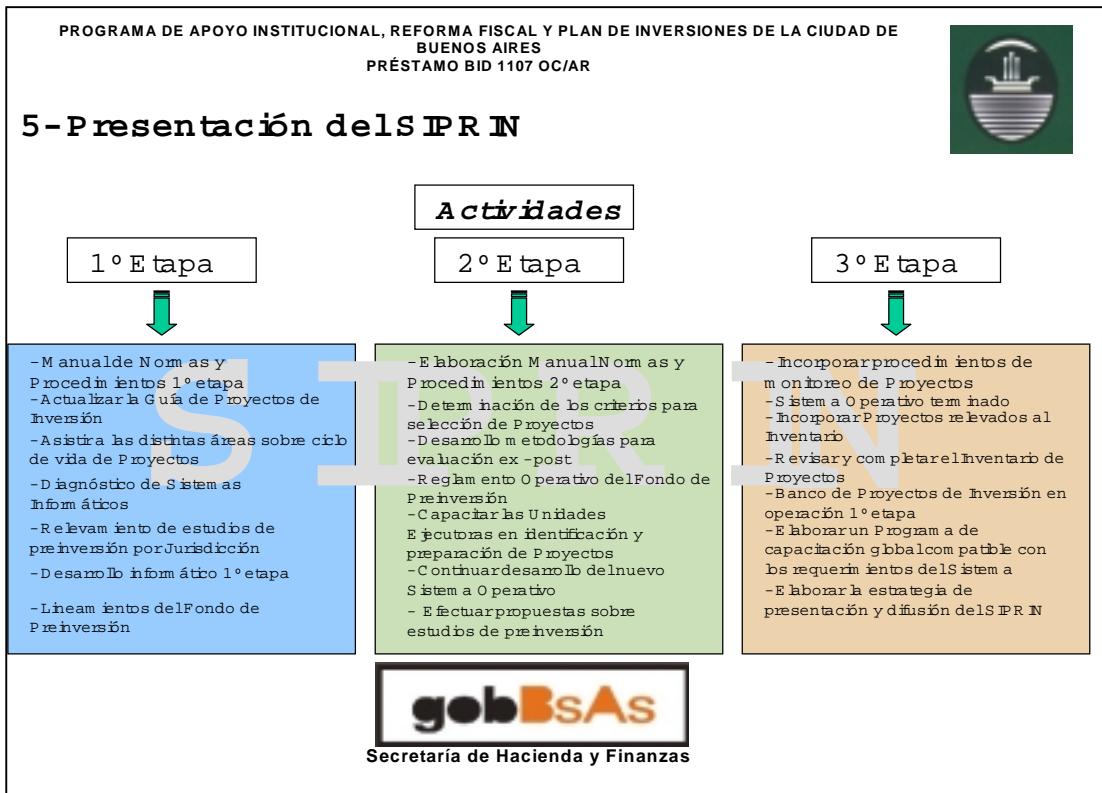 PROGRAMA DE APOYO INSTITUCIONAL, REFORMA FISCAL Y PLAN DE INVERSIONES DE LA CIUDAD DE
BUENOS AIRES
PRÉSTAMO BID 1107 OC/AR
5-Presentación del SIPRIN
Actividades
1º Etapa
2º Etapa
3º Etapa
SIPRIN
-Manual de Normas y
Procedimientos 1º etapa
-Actualizar la Guía de Proyectos de
Inversión
-Asistir a las distintas áreas sobre ciclo
de vida de Proyectos
-Diagnóstico de Sistemas
Informáticos
-Relevamiento de estudios de
preinversión por Jurisdicción
-Desarrollo informático 1º etapa
-Lineamientos del Fondo de
Preinversión
-Elaboración Manual Normas y
Procedimientos 2º etapa
-Determinación de los criterios para
selección de Proyectos
-Desarrollo metodologías para
evaluación ex-post
-Reglamento Operativo del Fondo de
Preinversión
-Capacitar las Unidades
Ejecutoras en identificación y
preparación de Proyectos
-Continuar desarrollo del nuevo
Sistema Operativo
- Efectuar propuestas sobre
estudios de preinversión
-Incorporar procedimientos de
monitoreo de Proyectos
-Sistema Operativo terminado
-Incorporar Proyectos relevados al
Inventario
-Revisar y completar el Inventario de
Proyectos
-Banco de Proyectos de Inversión en
operación 1º etapa
-Elaborar un Programa de
capacitación global compatible con
los requerimientos del Sistema
-Elaborar la estrategia de
presentación y difusión del SIPRIN
gobBsAs
Secretaría de Hacienda y Finanzas